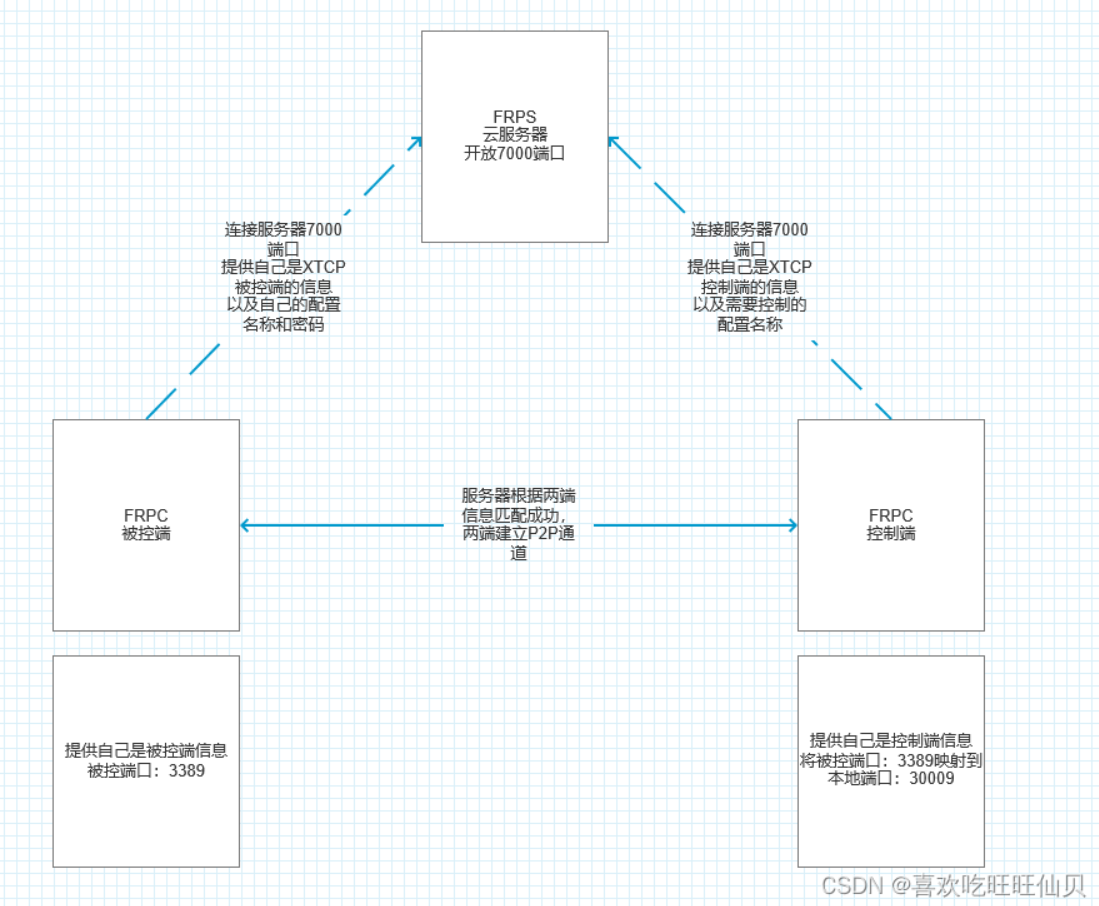 FRPS
云服务器
开放7000端口
连接服务器7000
端口
提供自己是XTCP
被控端的信息
以及自己的配置
名称和密码
连接服务器7000
端口
提供自己是XTCP
控制端的信息
以及需要控制的
配置名称
FRPC
被控端
服务器根据两端
信息匹配成功，
两端建立P2P通
道
FRPC
控制端
提供自己是被控端信息
被控端口：3389
提供自己是控制端信息
将被控端口：3389映射到
本地端口：30009
CSDN @喜欢吃旺旺仙贝